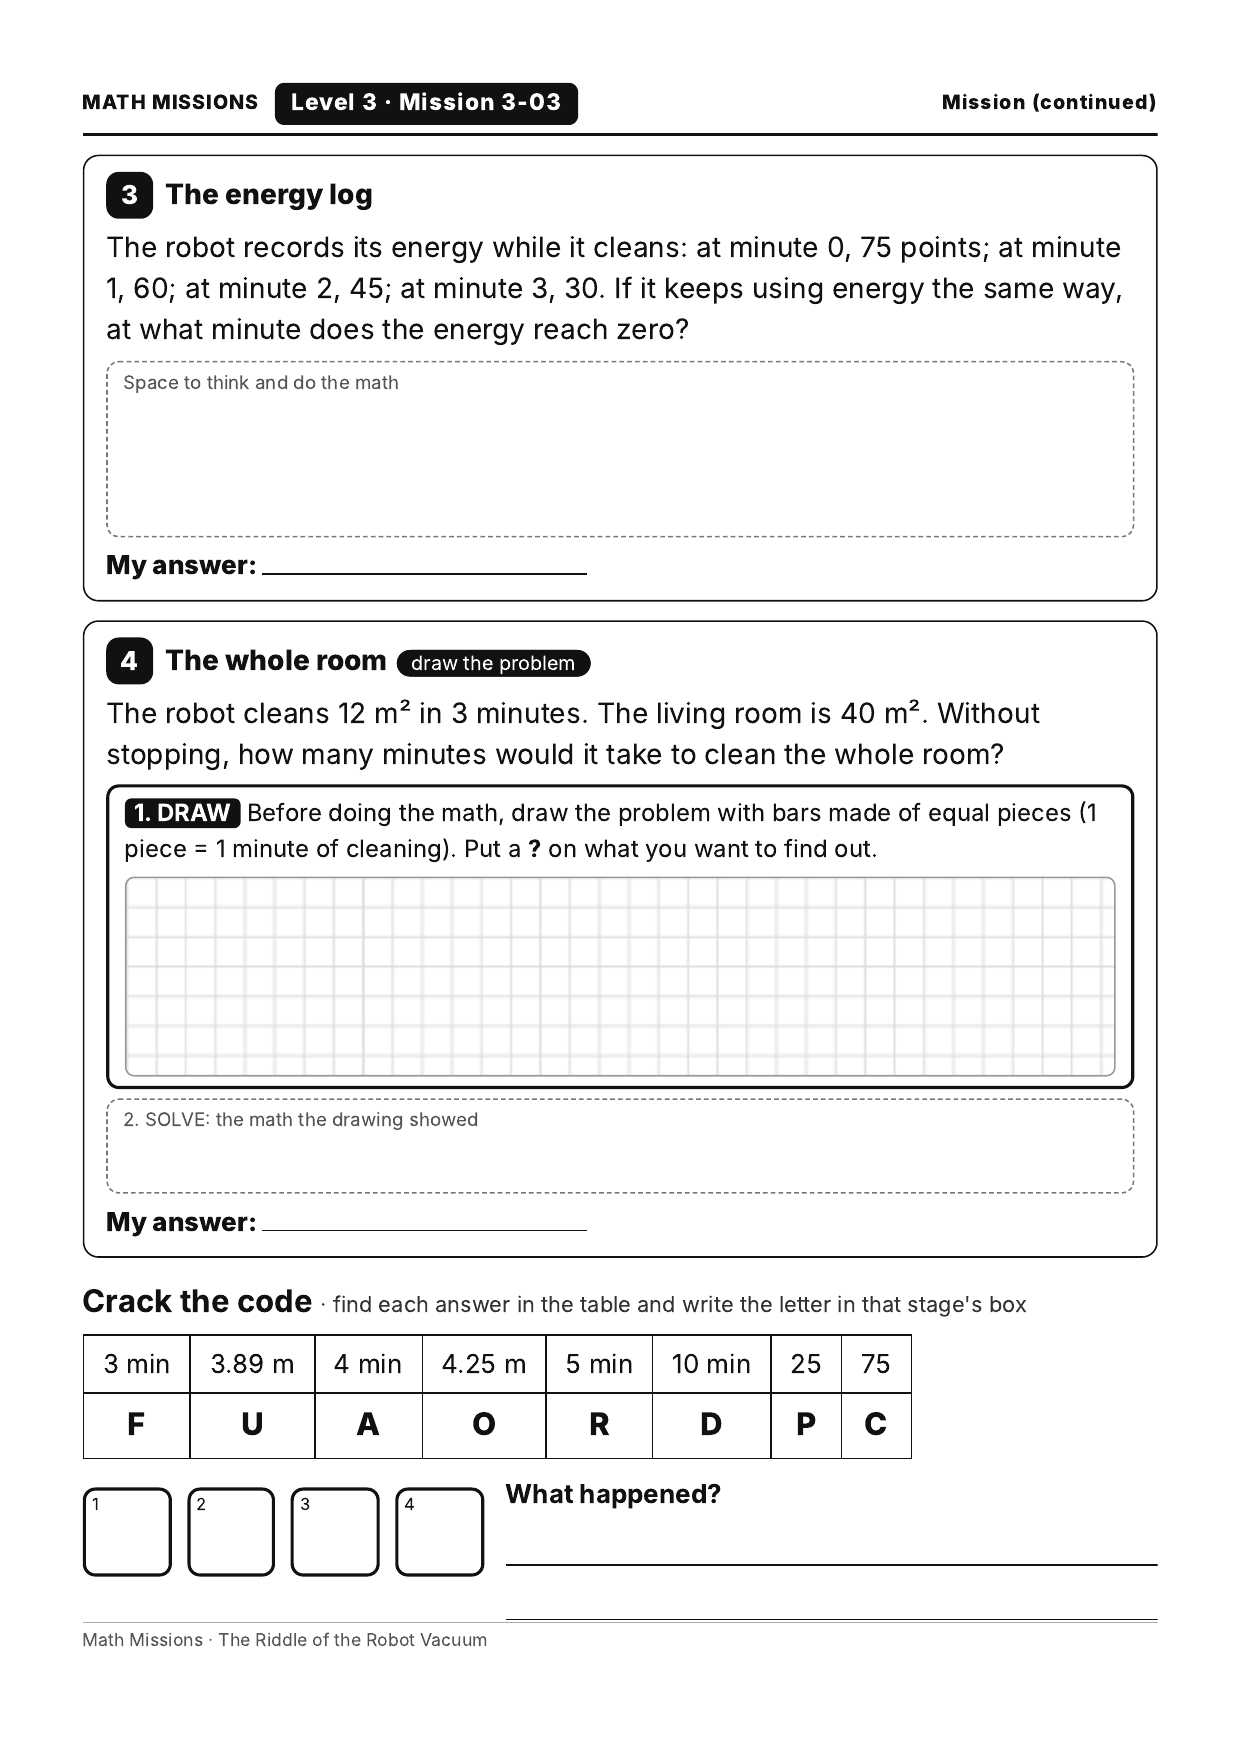 MATH MISSIONS Level 3 · Mission 3-03 Mission (continued)
3 The energy log
The robot records its energy while it cleans: at minute 0, 75 points; at minute
1, 60; at minute 2, 45; at minute 3, 30. If it keeps using energy the same way,
at what minute does the energy reach zero?
Space to think and do the math
My answer:
4 The whole room draw the problem
The robot cleans 12 m² in 3 minutes. The living room is 40 m². Without
stopping, how many minutes would it take to clean the whole room?
1. DRAW Before doing the math, draw the problem with bars made of equal pieces (1
piece = 1 minute of cleaning). Put a ? on what you want to find out.
2. SOLVE: the math the drawing showed
My answer:
Crack the code · find each answer in the table and write the letter in that stage's box
3 min 3.89 m 4 min 4.25 m 5 min 10 min 25 75
F U A O R D P C
1 2 3 4
What happened?
Math Missions · The Riddle of the Robot Vacuum